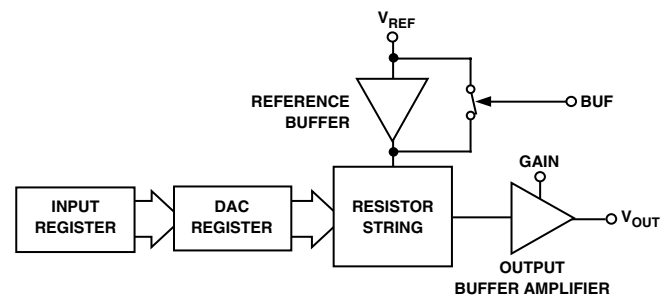 VREF
REFERENCE
BUFFER
BUF
GAIN
INPUT
REGISTER
DAC
REGISTER
RESISTOR
STRING
VOUT
OUTPUT
BUFFER AMPLIFIER